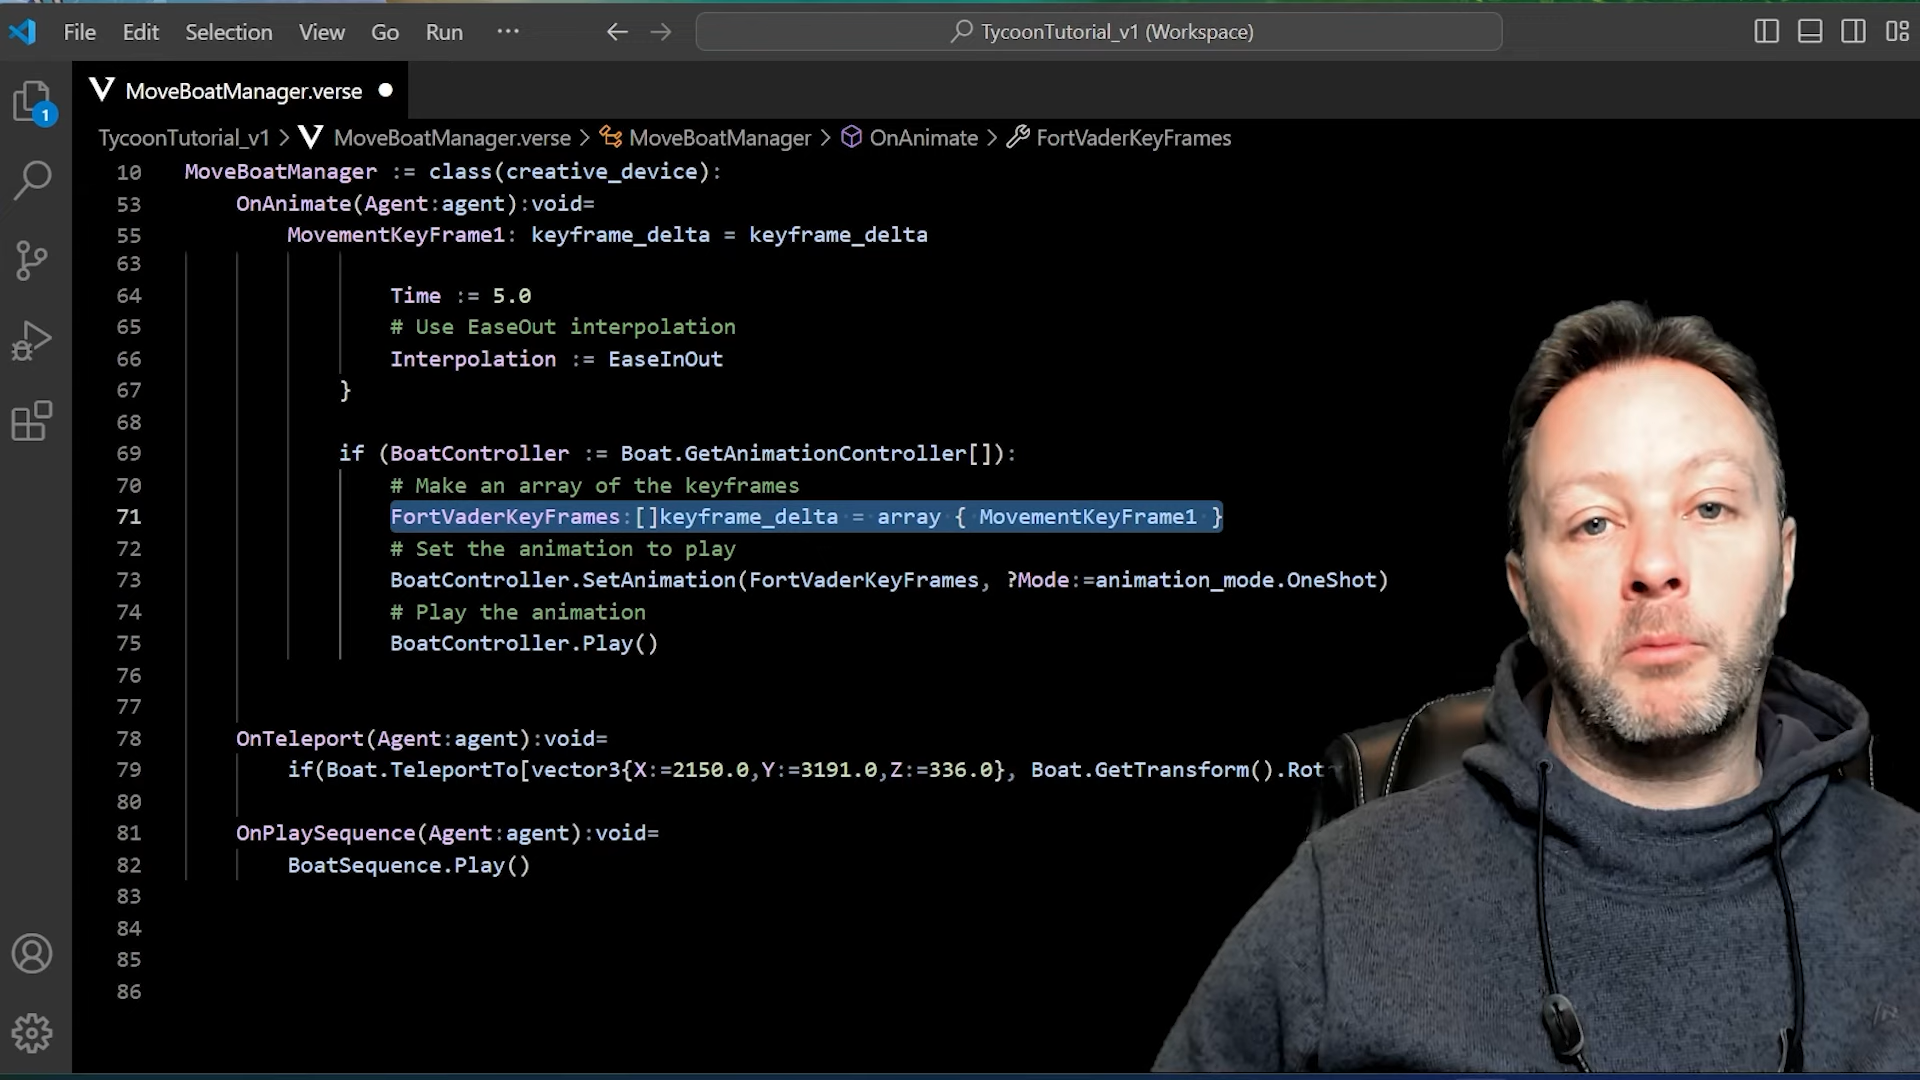 File Edit Selection View Go Run ··· TycoonTutorial_v1 (Workspace)
1
MoveBoatManager.verse
TycoonTutorial_v1 > MoveBoatManager.verse > MoveBoatManager > OnAnimate > FortVaderKeyFrames
10 MoveBoatManager := class(creative_device):
53 OnAnimate(Agent:agent):void=
55 MovementKeyFrame1: keyframe_delta = keyframe_delta
63
64 Time := 5.0
65 # Use EaseOut interpolation
66 Interpolation := EaseInOut
67 }
68
69 if (BoatController := Boat.GetAnimationController[]):
70 # Make an array of the keyframes
71 FortVaderKeyFrames:[]keyframe_delta = array { MovementKeyFrame1 }
72 # Set the animation to play
73 BoatController.SetAnimation(FortVaderKeyFrames, ?Mode:=animation_mode.OneShot)
74 # Play the animation
75 BoatController.Play()
76
77
78 OnTeleport(Agent:agent):void=
79 if(Boat.TeleportTo[vector3{X:=2150.0,Y:=3191.0,Z:=336.0}, Boat.GetTransform().Rot
80
81 OnPlaySequence(Agent:agent):void=
82 BoatSequence.Play()
83
84
85
86